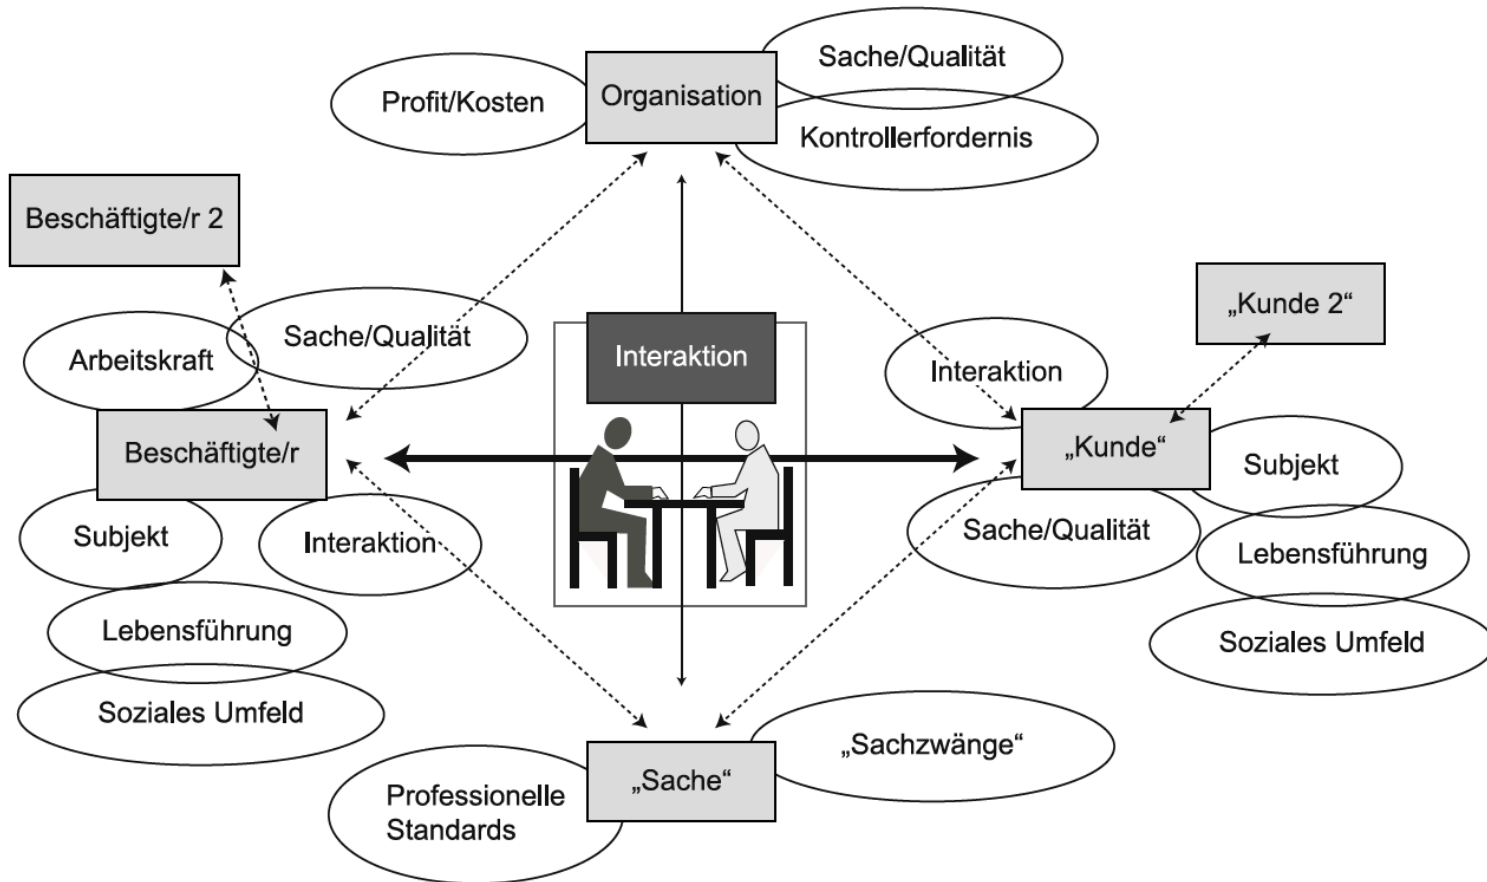 Sache/Qualität
Profit/Kosten
Organisation
Kontrollerfordernis
Beschäftigte/r 2
„Kunde 2“
Sache/Qualität
Arbeitskraft
Interaktion
Interaktion
Beschäftigte/r
„Kunde“
Subjekt
Subjekt
Interaktion
Sache/Qualität
Lebensführung
Lebensführung
Soziales Umfeld
Soziales Umfeld
„Sachzwänge“
„Sache“
Professionelle
Standards